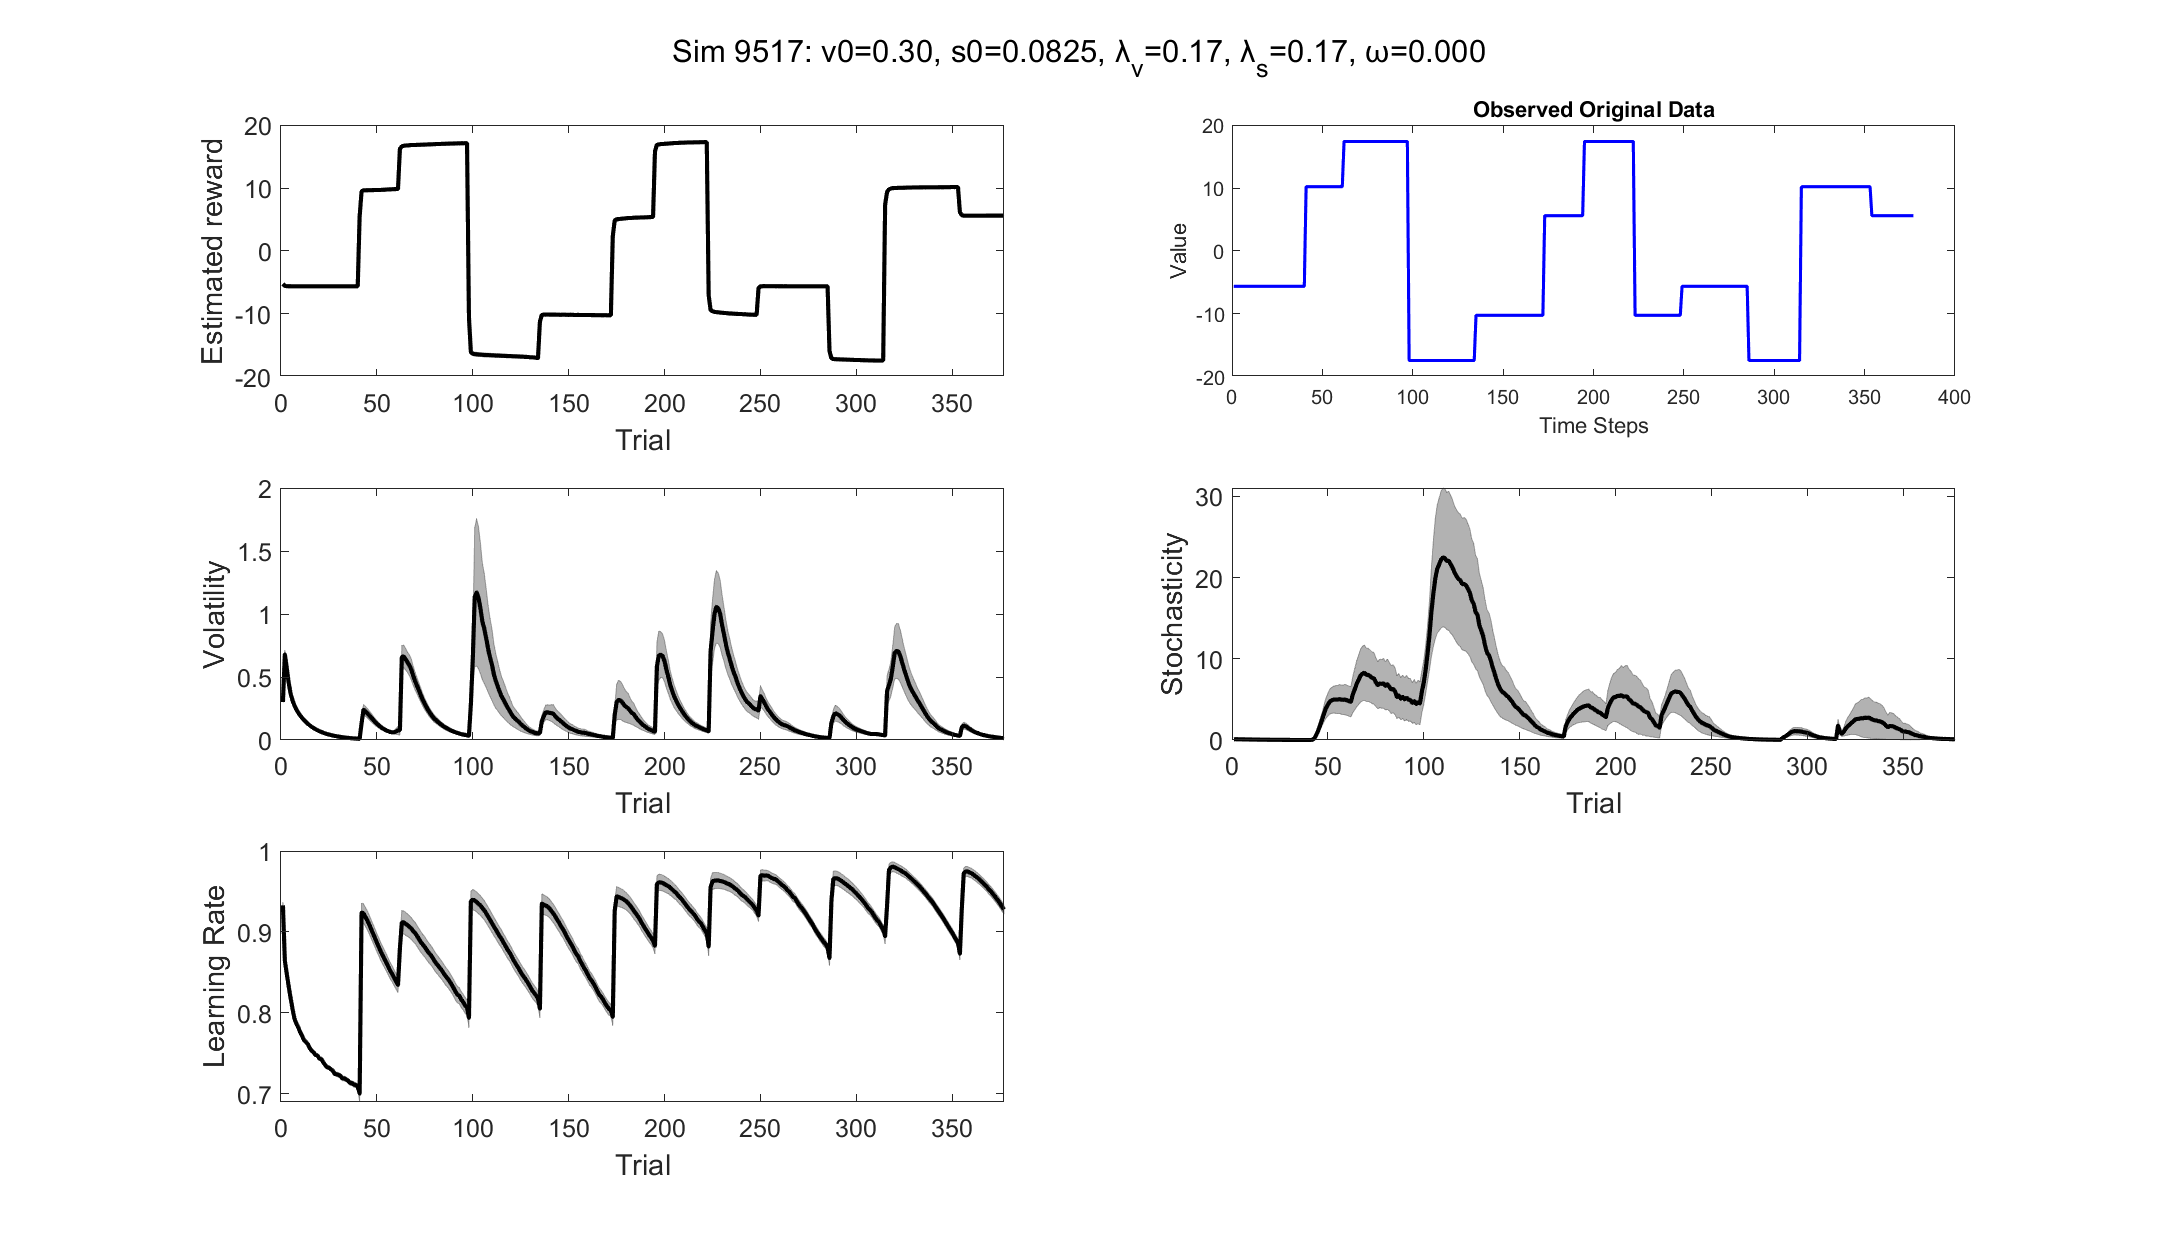 Sim 9517: v0=0.30, s0=0.0825, λ_v=0.17, λ_s=0.17, ω=0.000
Estimated reward
20
10
0
-10
-20
0 50 100 150 200 250 300 350
Trial
Observed Original Data
Value
20
10
0
-10
-20
0 50 100 150 200 250 300 350 400
Time Steps
Volatility
2
1.5
1
0.5
0
0 50 100 150 200 250 300 350
Trial
Stochasticity
30
20
10
0
0 50 100 150 200 250 300 350
Trial
Learning Rate
1
0.9
0.8
0.7
0 50 100 150 200 250 300 350
Trial